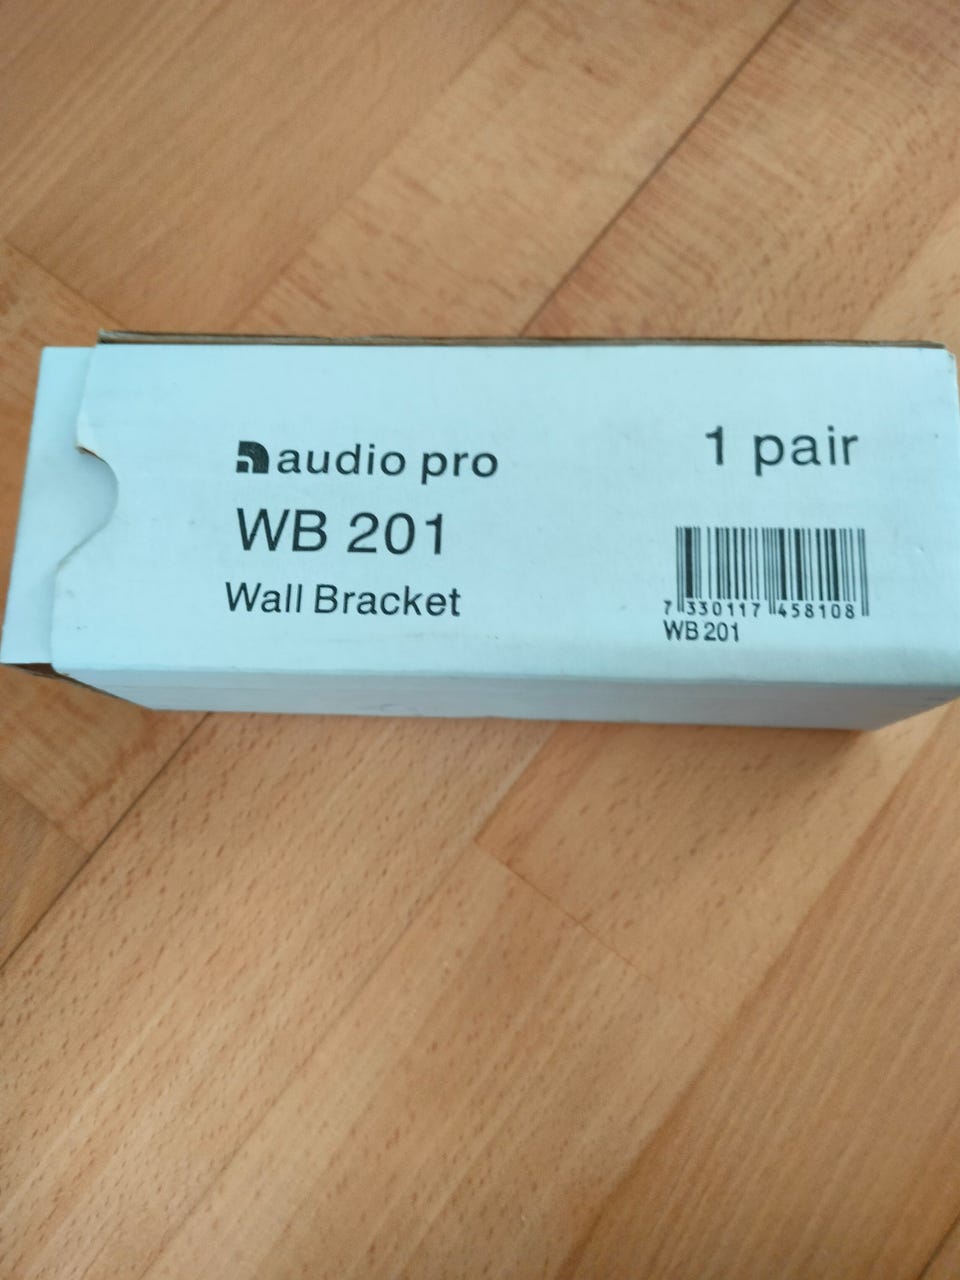 audio pro
WB 201
Wall Bracket
1 pair
7 330117 458108
WB 201